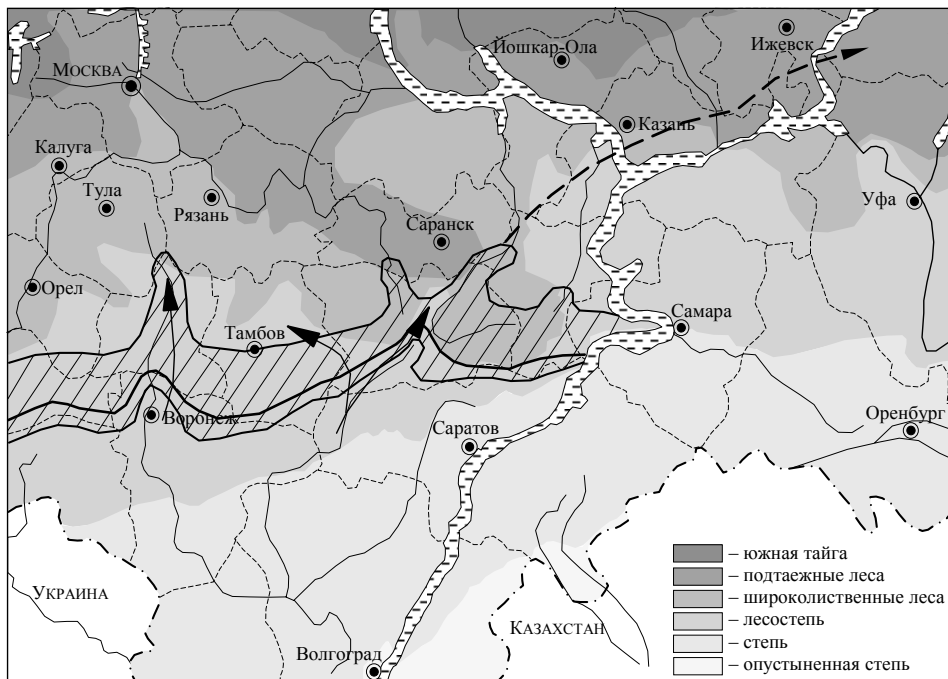 Йошкар-Ола
Ижевск
МОСКВА
Казань
Калуга
Тула
Рязань
Саранск
Уфа
Орел
Тамбов
Самара
Воронеж
Саратов
Оренбург
– южная тайга
– подтаежные леса
– широколиственные леса
– лесостепь
– степь
– опустыненная степь
УКРАИНА
КАЗАХСТАН
Волгоград